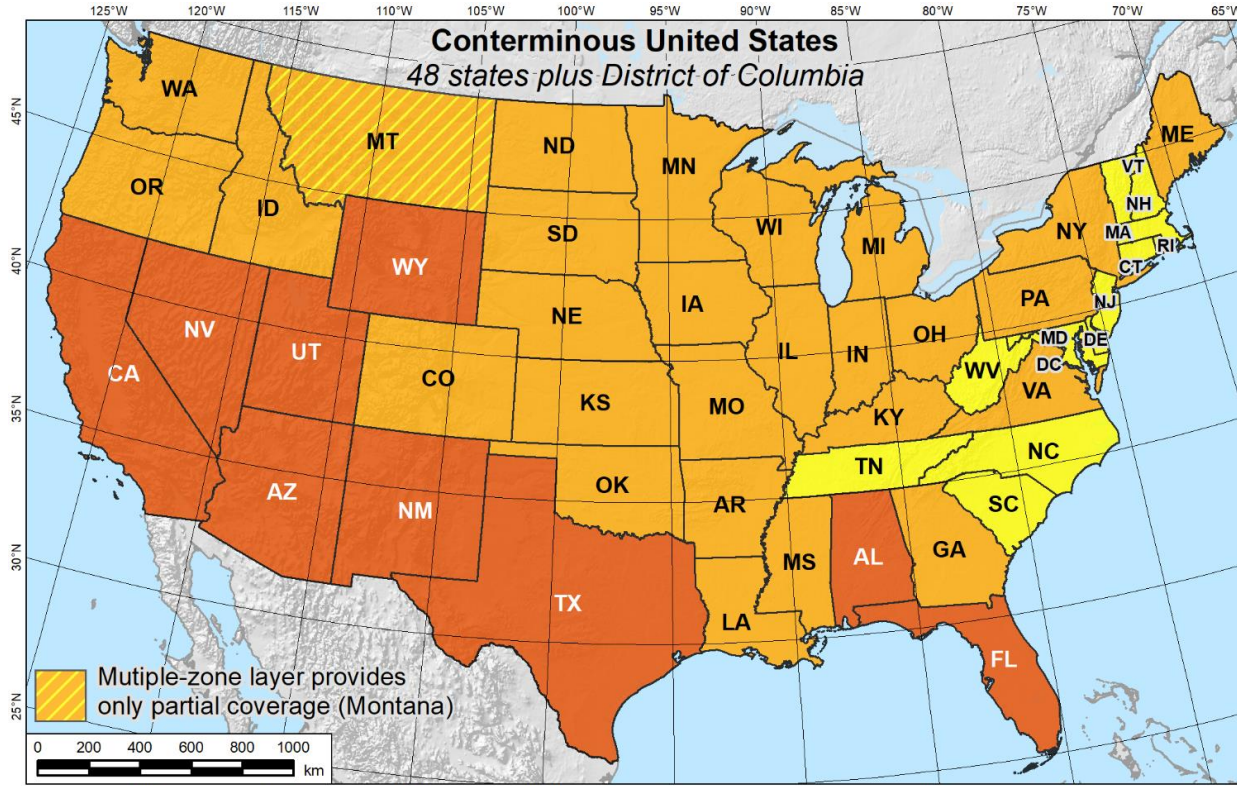 125°W 120°W 115°W 110°W 105°W 100°W 95°W 90°W 85°W 80°W 75°W 70°W 65°W
Conterminous United States
48 states plus District of Columbia
45°N
40°N
35°N
30°N
25°N
WA
MT
ND
MN
ME
OR
ID
SD
WI
MI
NY
VT
NH
MA
RI
CT
WY
NE
IA
PA
NJ
NV
UT
CO
IL
IN
OH
MD
DE
DC
WV
VA
CA
KS
MO
KY
AZ
NM
OK
AR
TN
NC
SC
TX
LA
MS
AL
GA
FL
Mutiple-zone layer provides
only partial coverage (Montana)
0 200 400 600 800 1000
km